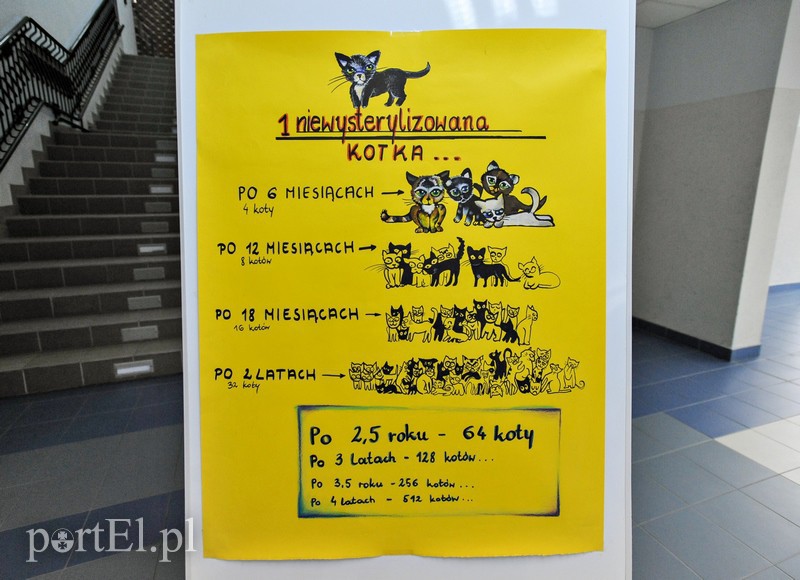 1 niewysterylizowana
KOTKA ...
PO 6 MIESIĄCACH
4 koty
PO 12 MIESIĄCACH
8 kotów
PO 18 MIESIĄCACH
16 kotów
PO 2 LATACH
32 koty
Po 2,5 roku - 64 koty
Po 3 Latach - 128 kotów...
Po 3,5 roku - 256 kotów...
Po 4 latach - 512 kotów...
portEl.pl